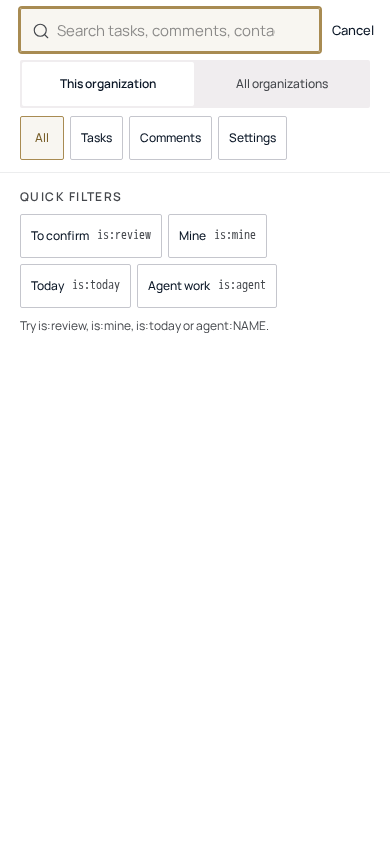 Search tasks, comments, conta
Cancel
This organization
All organizations
All
Tasks
Comments
Settings
QUICK FILTERS
To confirm is:review
Mine is:mine
Today is:today
Agent work is:agent
Try is:review, is:mine, is:today or agent:NAME.